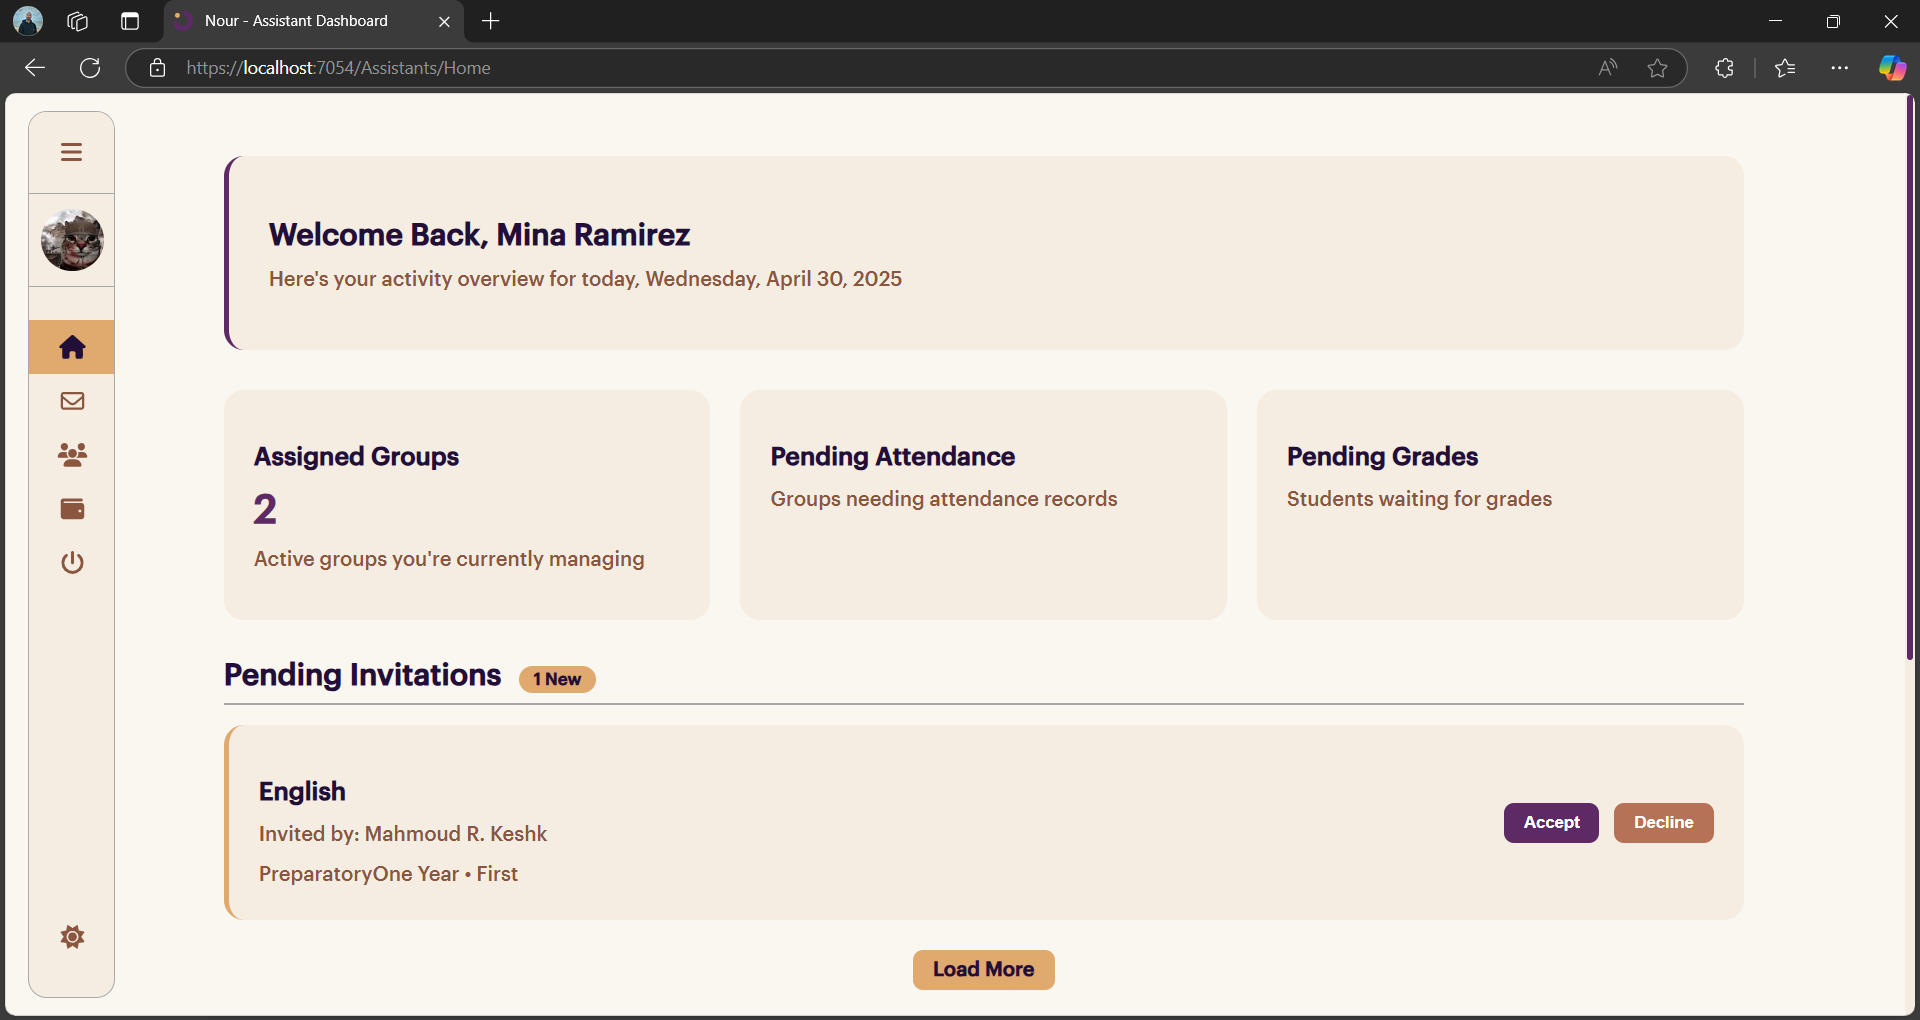 Nour - Assistant Dashboard
https://localhost:7054/Assistants/Home
Welcome Back, Mina Ramirez
Here's your activity overview for today, Wednesday, April 30, 2025
Assigned Groups
2
Active groups you're currently managing
Pending Attendance
Groups needing attendance records
Pending Grades
Students waiting for grades
Pending Invitations
1 New
English
Invited by: Mahmoud R. Keshk
PreparatoryOne Year • First
Accept
Decline
Load More